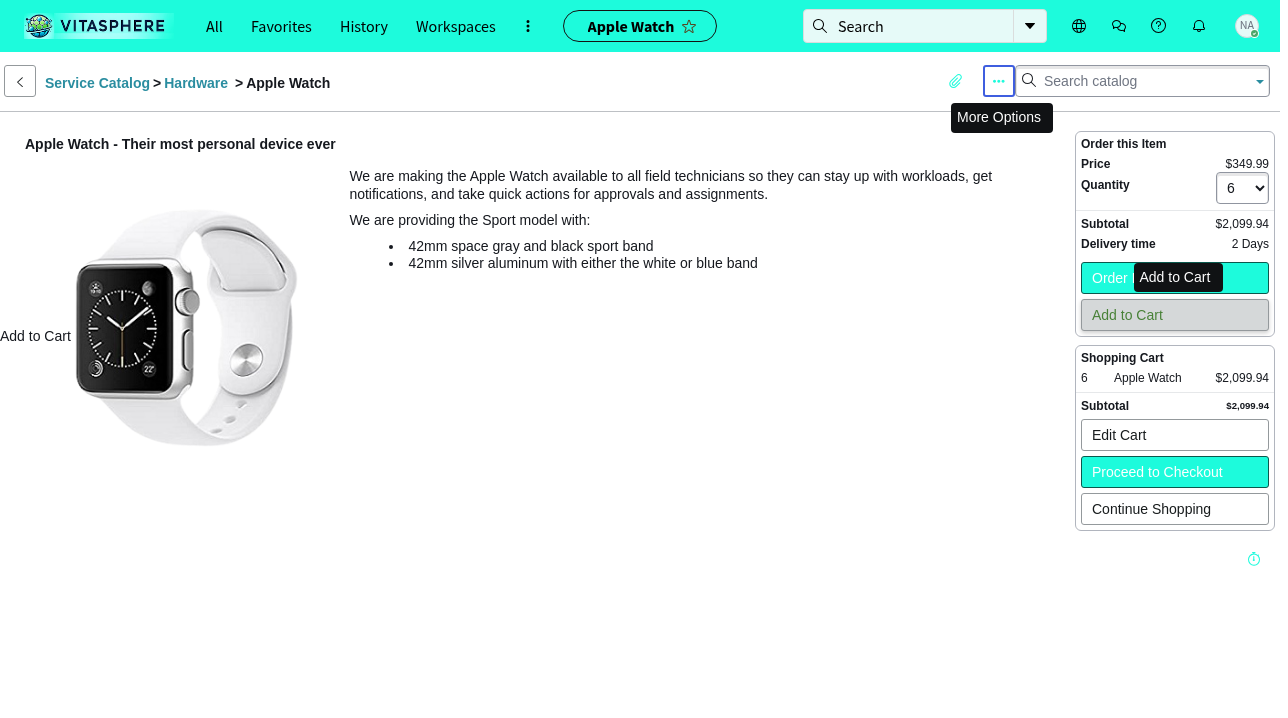 VITASPHERE
All
Favorites
History
Workspaces
Apple Watch
Search
NA
Service Catalog > Hardware > Apple Watch
Search catalog
More Options
Apple Watch - Their most personal device ever
We are making the Apple Watch available to all field technicians so they can stay up with workloads, get
notifications, and take quick actions for approvals and assignments.
We are providing the Sport model with:
42mm space gray and black sport band
42mm silver aluminum with either the white or blue band
Add to Cart
22°
Order this Item
Price $349.99
Quantity 6
Subtotal $2,099.94
Delivery time 2 Days
Order
Add to Cart
Add to Cart
Shopping Cart
6 Apple Watch $2,099.94
Subtotal $2,099.94
Edit Cart
Proceed to Checkout
Continue Shopping